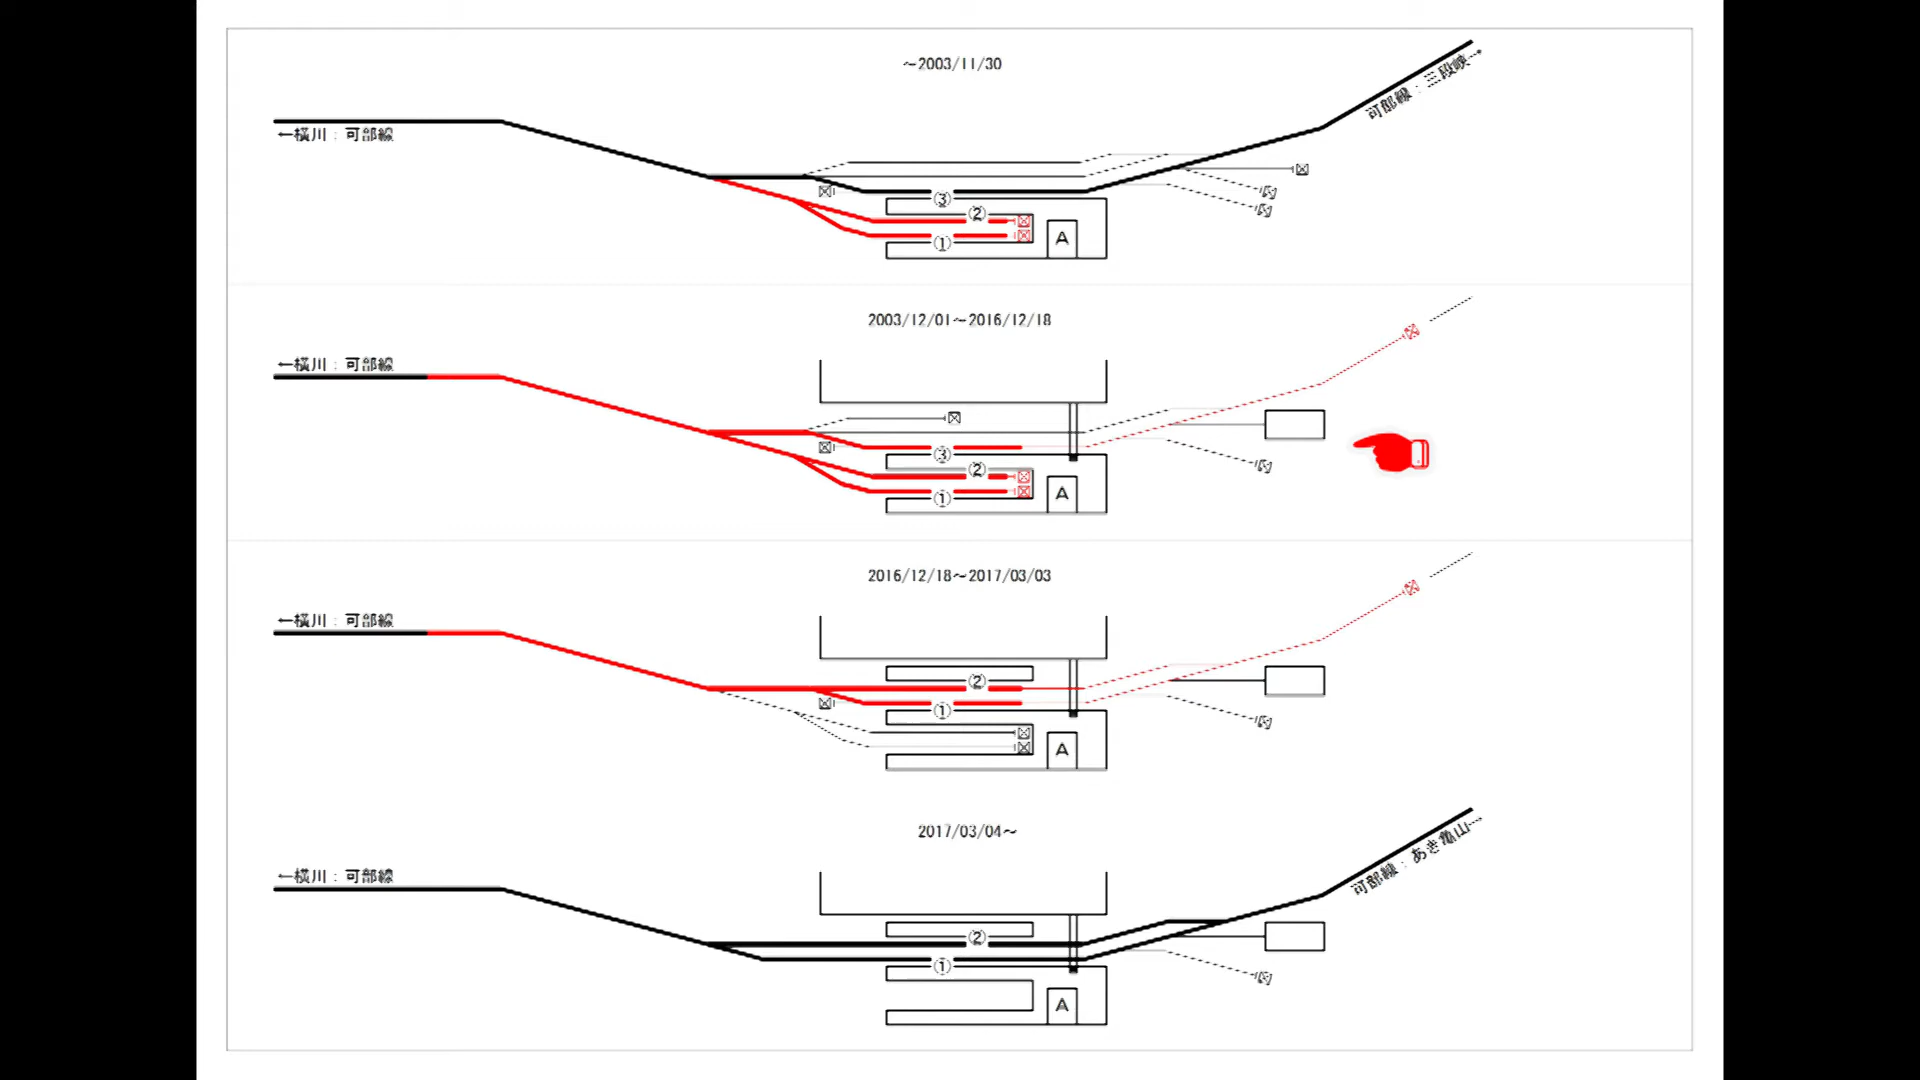 ～2003/11/30
可部線：三段峡→
←横川：可部線
③
②
①
A
2003/12/01～2016/12/18
←横川：可部線
③
②
①
A
2016/12/18～2017/03/03
←横川：可部線
②
①
A
2017/03/04～
可部線：あき亀山→
←横川：可部線
②
①
A